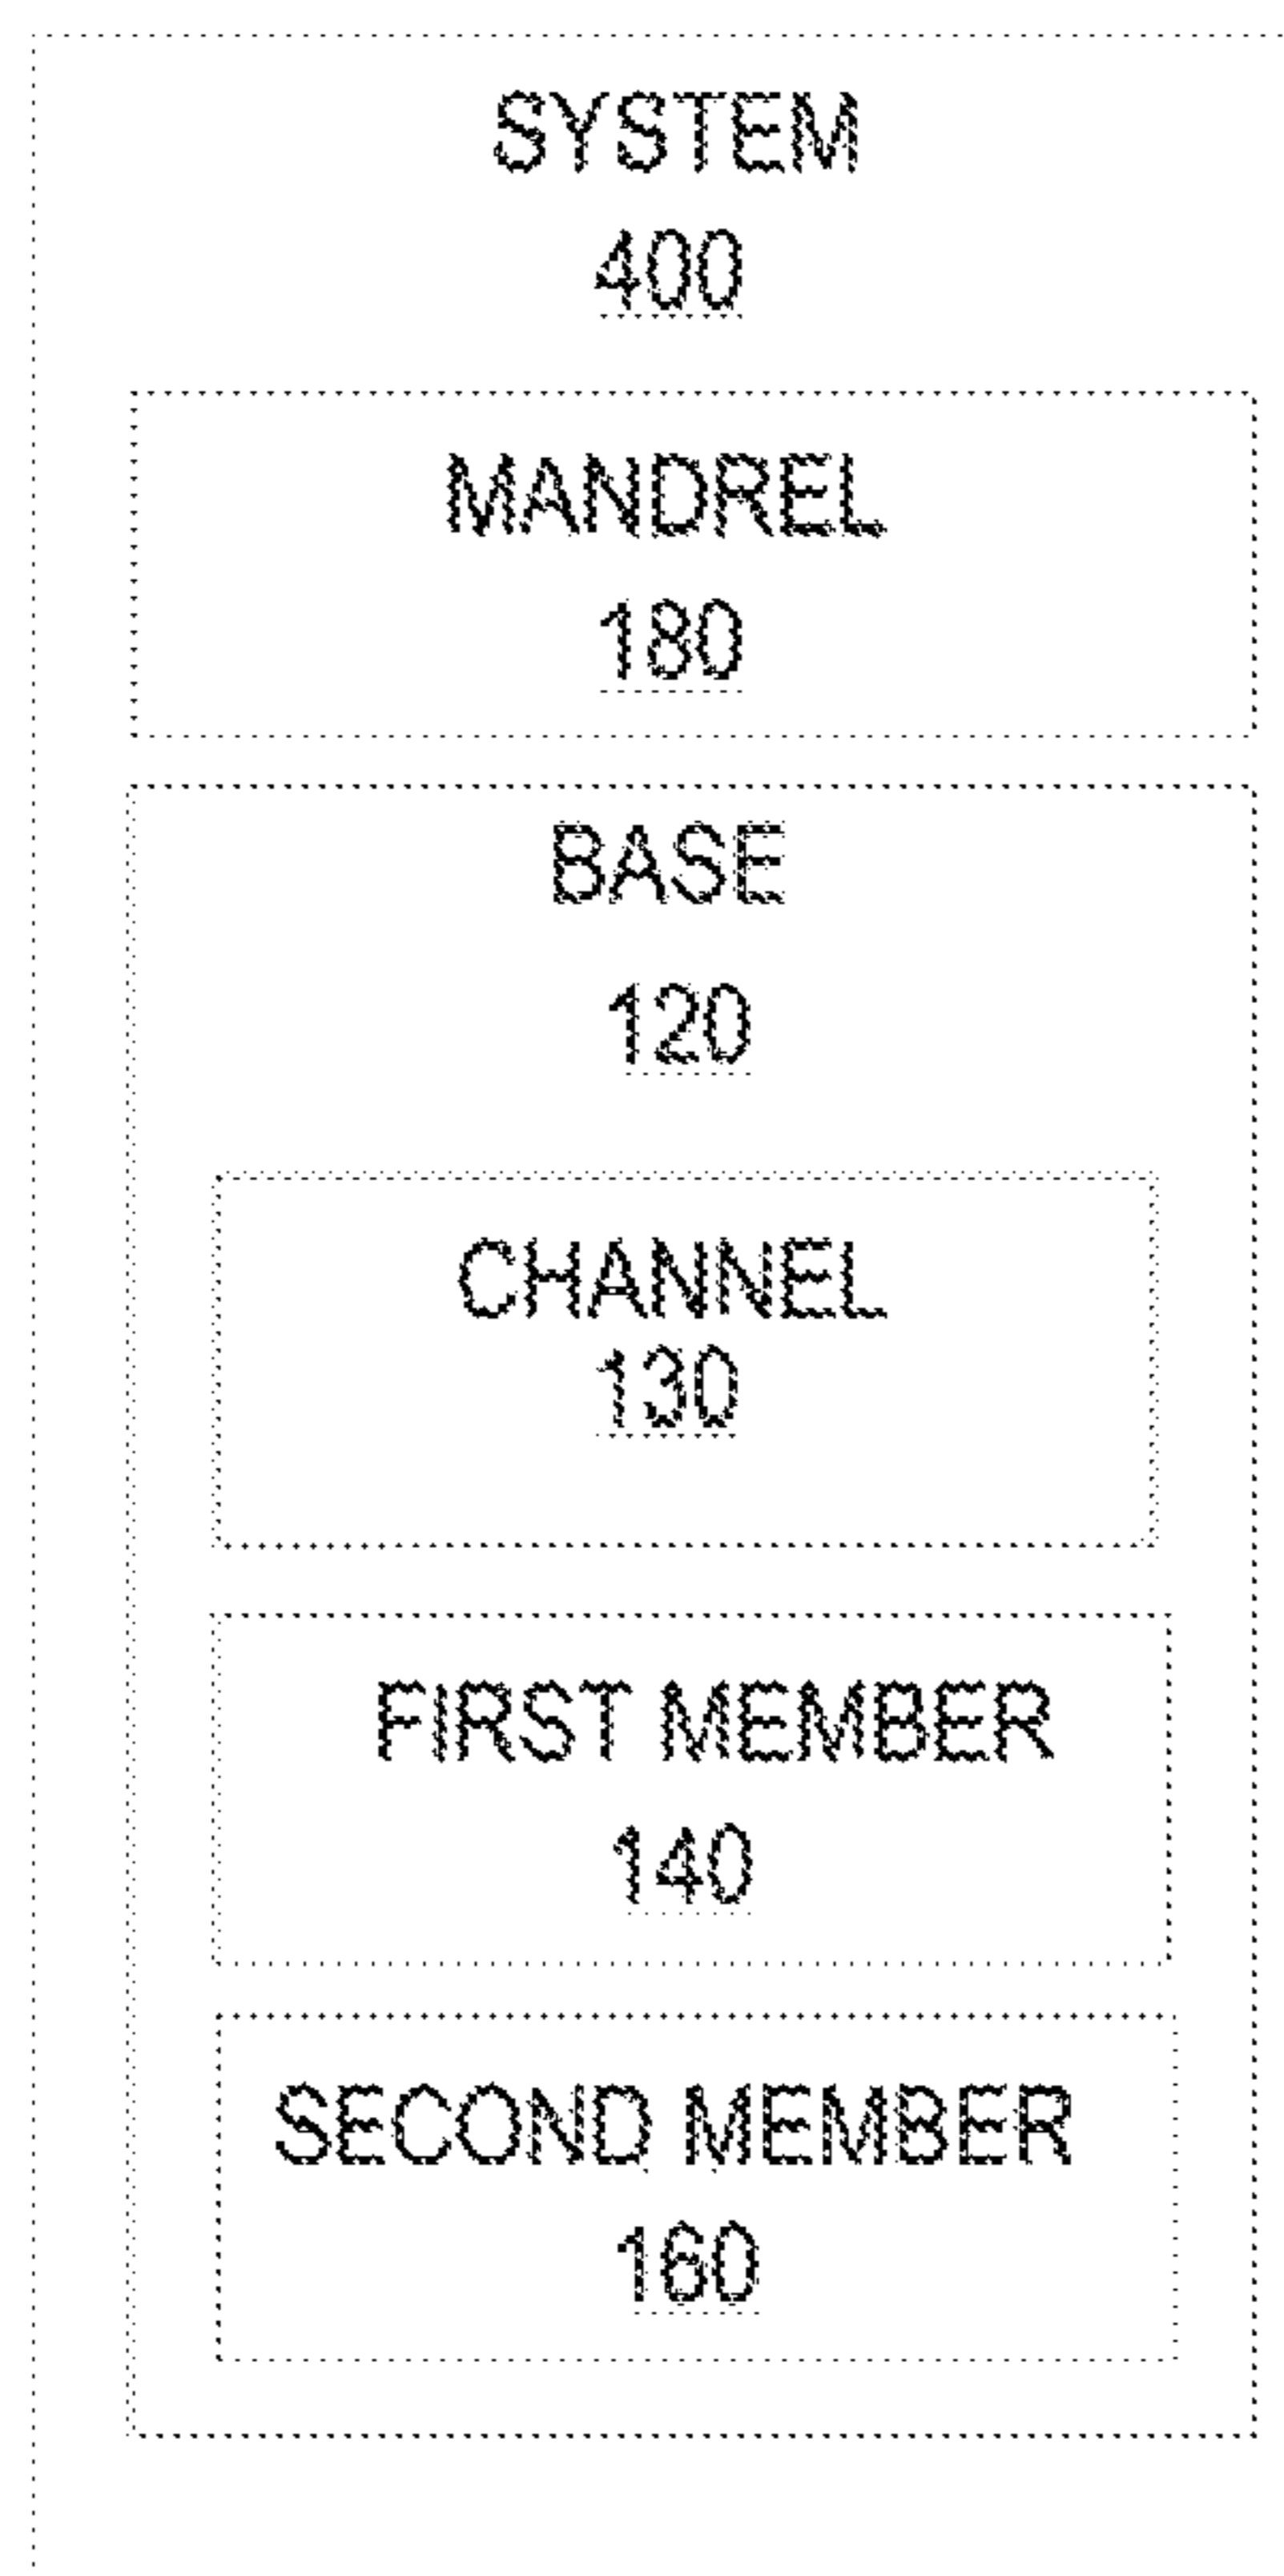 SYSTEM
400
MANDREL
180
BASE
120
CHANNEL
130
FIRST MEMBER
140
SECOND MEMBER
160